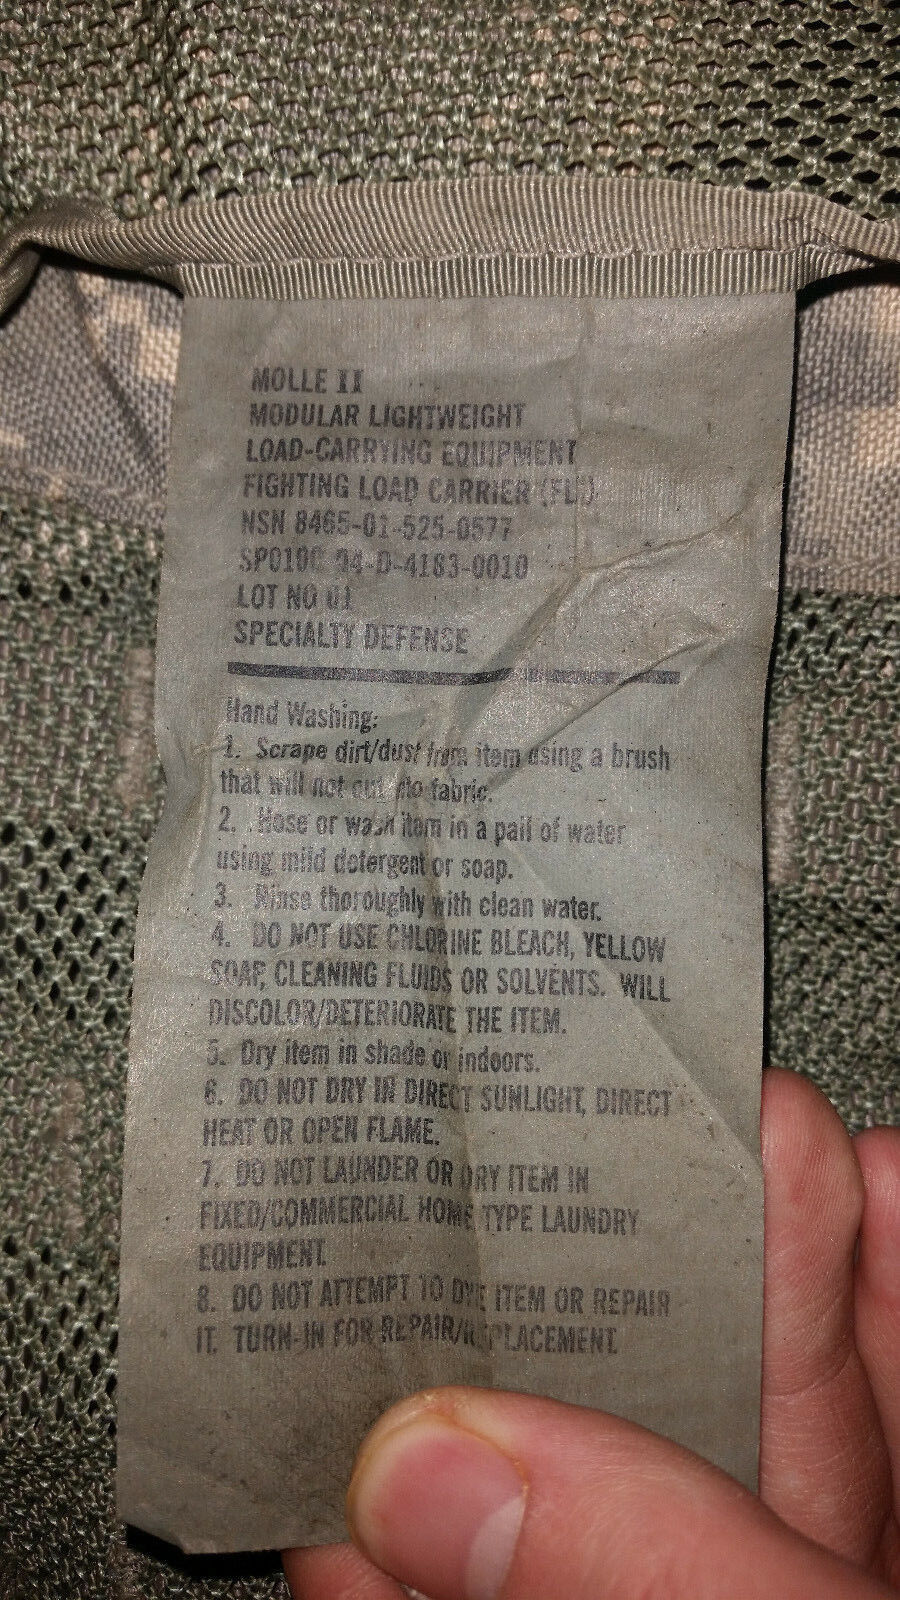 MOLLE II
MODULAR LIGHTWEIGHT
LOAD-CARRYING EQUIPMENT
FIGHTING LOAD CARRIER
NSN 8465-01-525-0577
04-D-4183-0010
LOT NO 01
SPECIALTY DEFENSE
Hand Washing:
1. Scrape dirt/dust from item using a brush
that will not cut into fabric.
2. Hose or wash item in a pail of water
using mild detergent or soap.
3. Rinse thoroughly with clean water.
4. DO NOT USE CHLORINE BLEACH, YELLOW
SOAP, CLEANING FLUIDS OR SOLVENTS. WILL
DISCOLOR/DETERIORATE THE ITEM.
5. Dry item in shade or indoors.
6. DO NOT DRY IN DIRECT SUNLIGHT, DIRECT
HEAT OR OPEN FLAME.
7. DO NOT LAUNDER OR DRY ITEM IN
FIXED/COMMERCIAL HOME TYPE LAUNDRY
EQUIPMENT.
8. DO NOT ATTEMPT TO DYE ITEM OR REPAIR
IT. TURN-IN FOR REPAIR/REPLACEMENT.